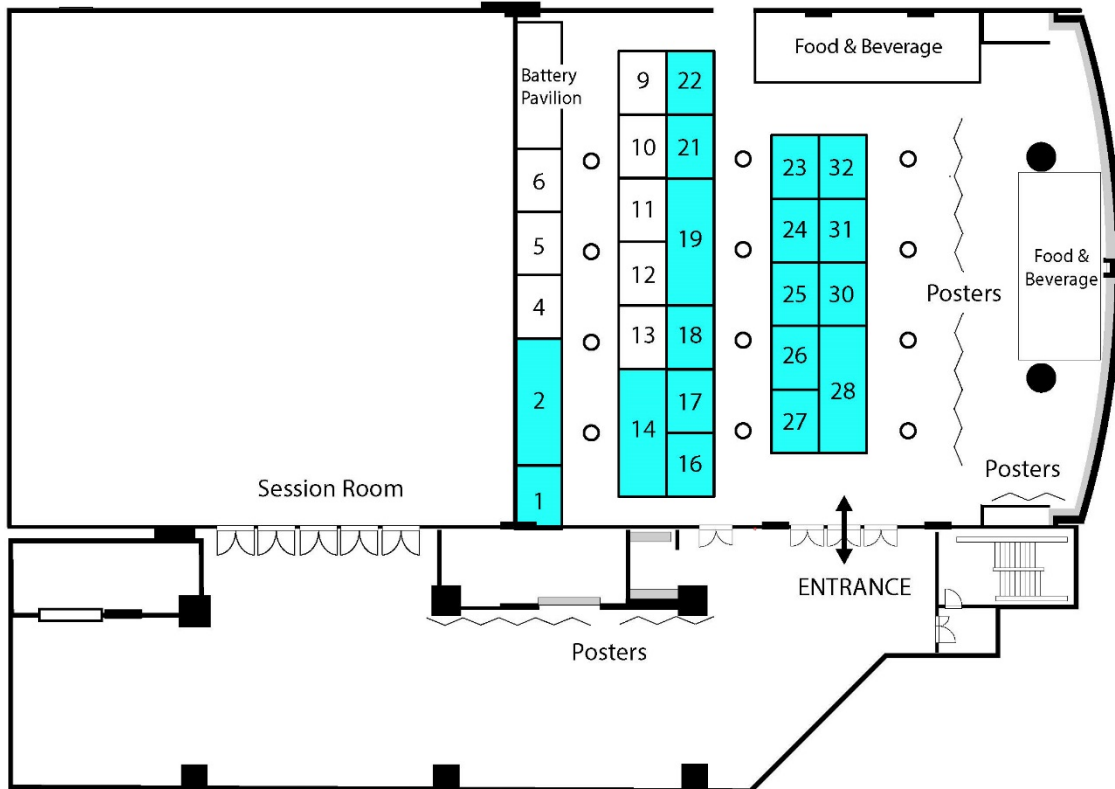 Food & Beverage
Battery
Pavilion
9
22
10
21
6
23
32
11
5
19
24
31
12
Food &
Beverage
4
25
30
Posters
13
18
26
2
17
28
14
27
16
Posters
1
Session Room
ENTRANCE
Posters